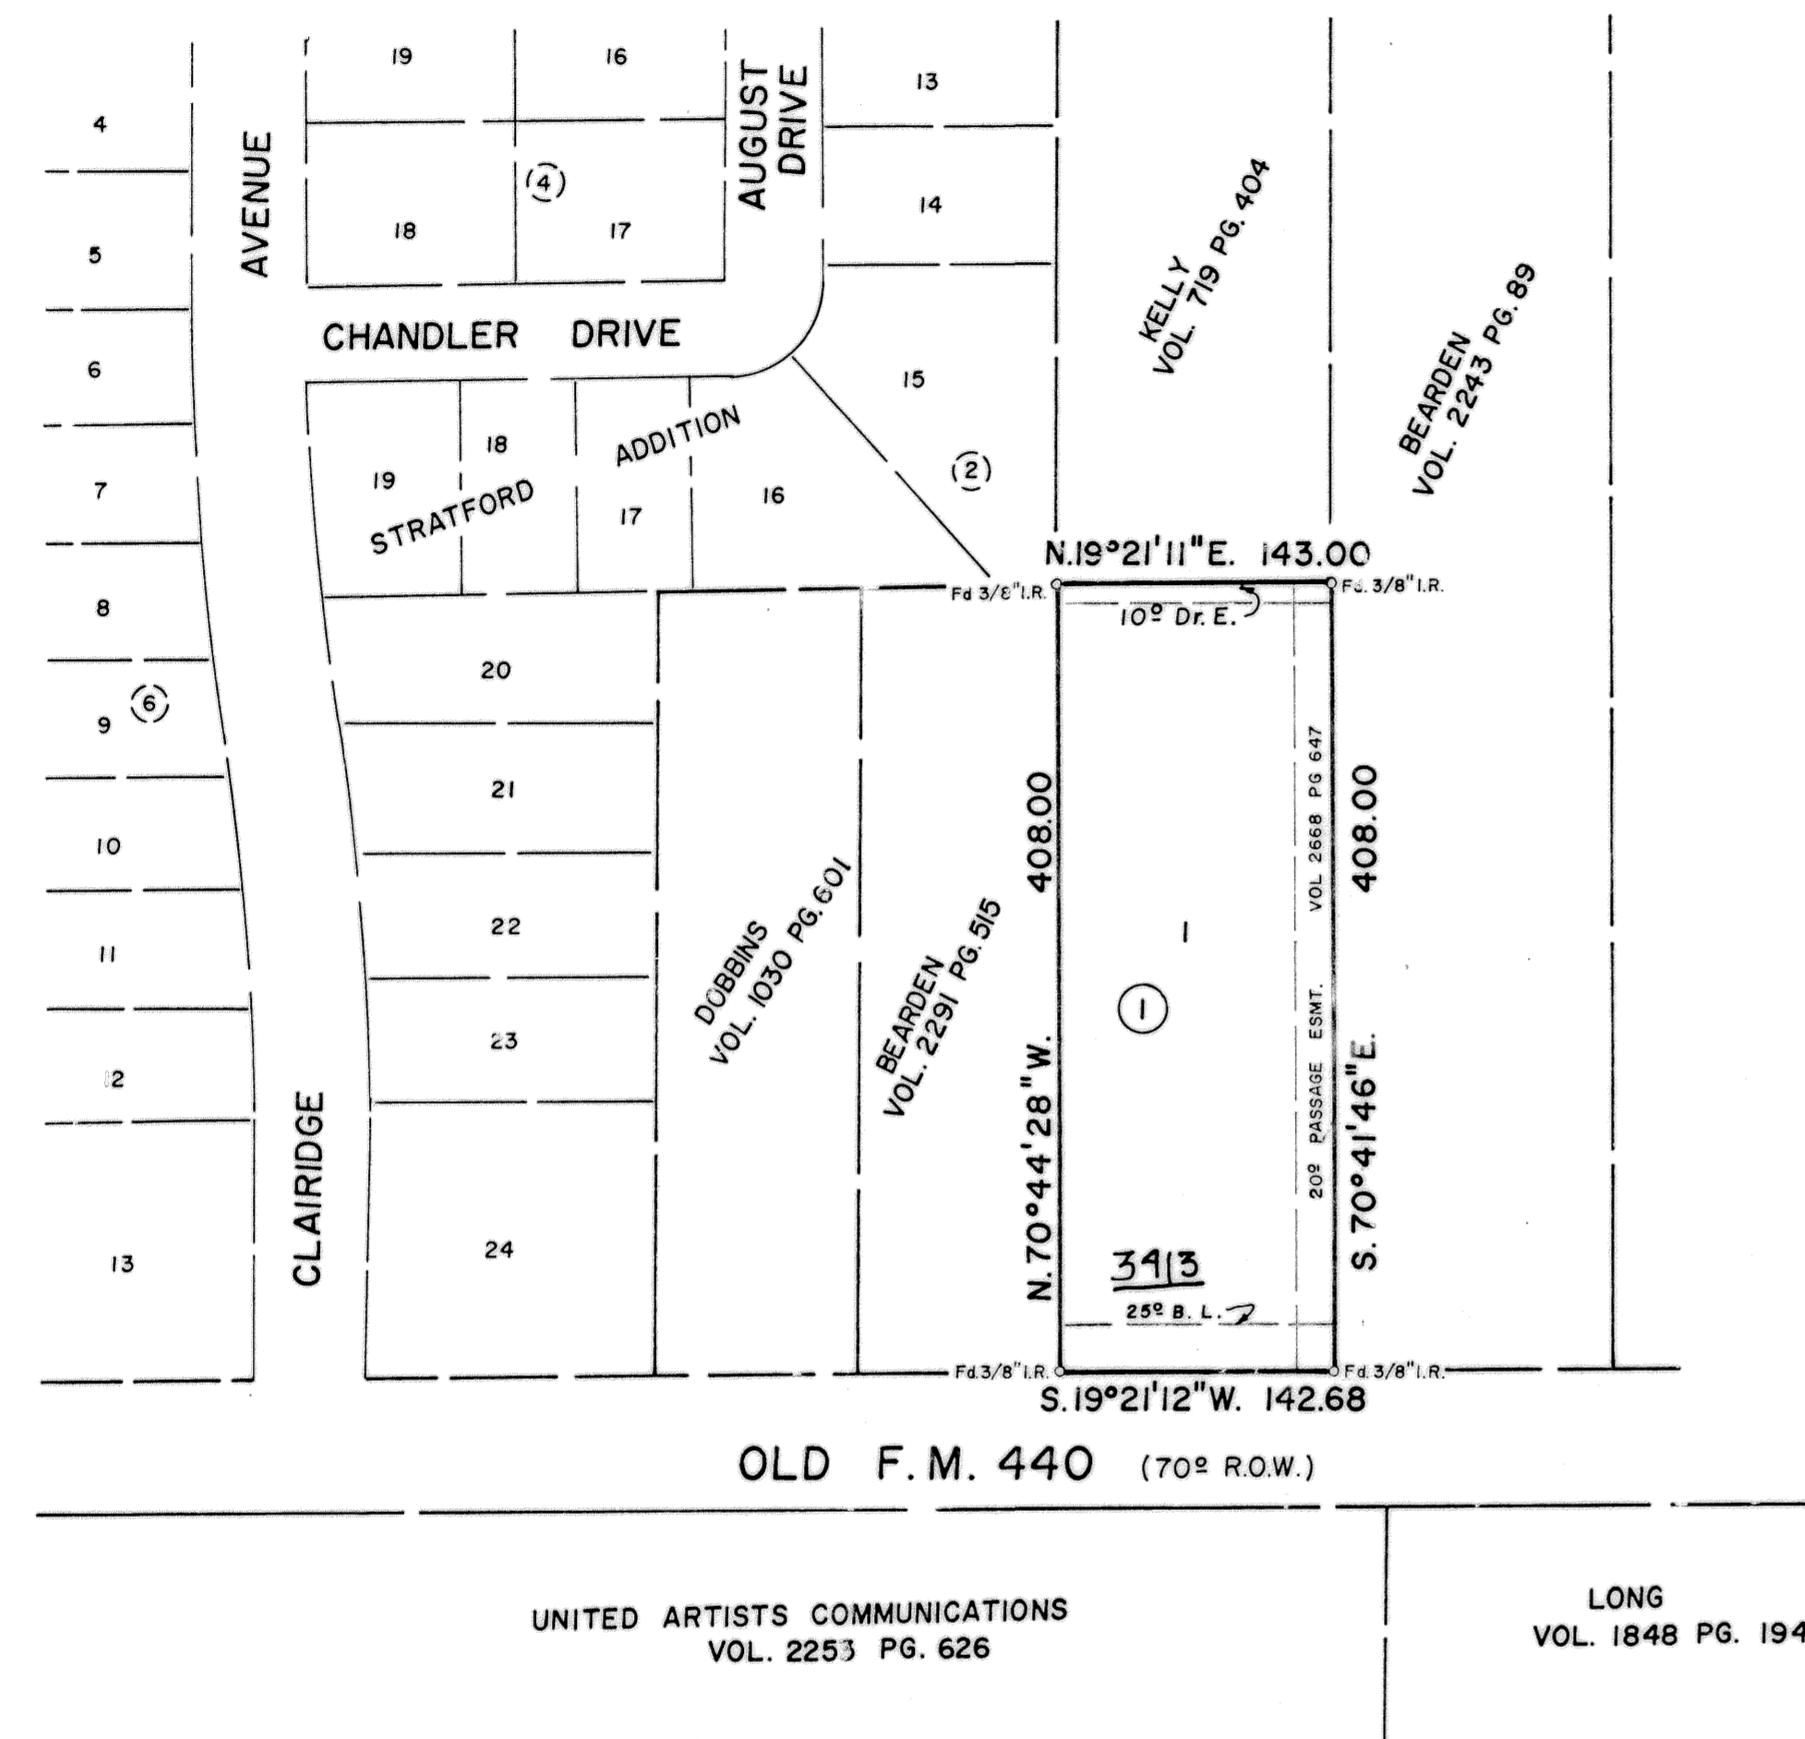 19
16
AUGUST
DRIVE
13
4
AVENUE
(4)
14
18
17
5
KELLY
VOL. 719 PG. 404
CHANDLER DRIVE
BEARDEN
VOL. 2243 PG. 89
6
15
18
STRATFORD ADDITION
19
17
16
(2)
7
N.19°21'11"E. 143.00
Fd 3/8"I.R.
Fd. 3/8"I.R.
10º Dr. E.
8
20
6
9
21
408.00
VOL 2668 PG 647
408.00
10
22
DOBBINS
VOL. 1030 PG. 601
BEARDEN
VOL. 2291 PG. 515
1
11
1
23
12
N. 70°44'28"W.
20º PASSAGE ESMT.
S. 70°41'46"E.
CLAIRIDGE
24
13
3413
25º B. L.
Fd.3/8"I.R.
Fd. 3/8"I.R.
S.19°21'12"W. 142.68
OLD F. M. 440 (70º R.O.W.)
UNITED ARTISTS COMMUNICATIONS
VOL. 2253 PG. 626
LONG
VOL. 1848 PG. 194